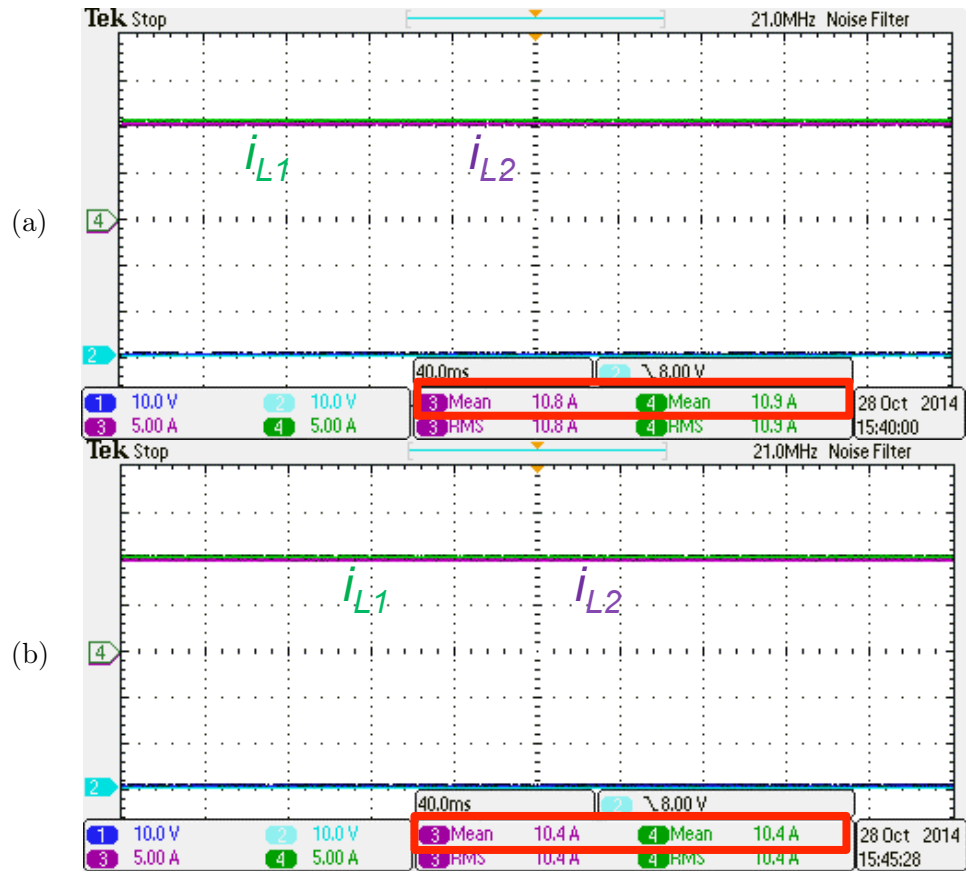 Tek Stop 21.0MHz Noise Filter
i_L1 i_L2
(a)
4
2
40.0ms 2 8.00 V
1 10.0 V 2 10.0 V 3 Mean 10.8 A 4 Mean 10.9 A 28 Oct 2014
3 5.00 A 4 5.00 A 3 RMS 10.8 A 4 RMS 10.9 A 15:40:00
Tek Stop 21.0MHz Noise Filter
i_L1 i_L2
(b)
4
2
40.0ms 2 8.00 V
1 10.0 V 2 10.0 V 3 Mean 10.4 A 4 Mean 10.4 A 28 Oct 2014
3 5.00 A 4 5.00 A 3 RMS 10.4 A 4 RMS 10.4 A 15:45:28